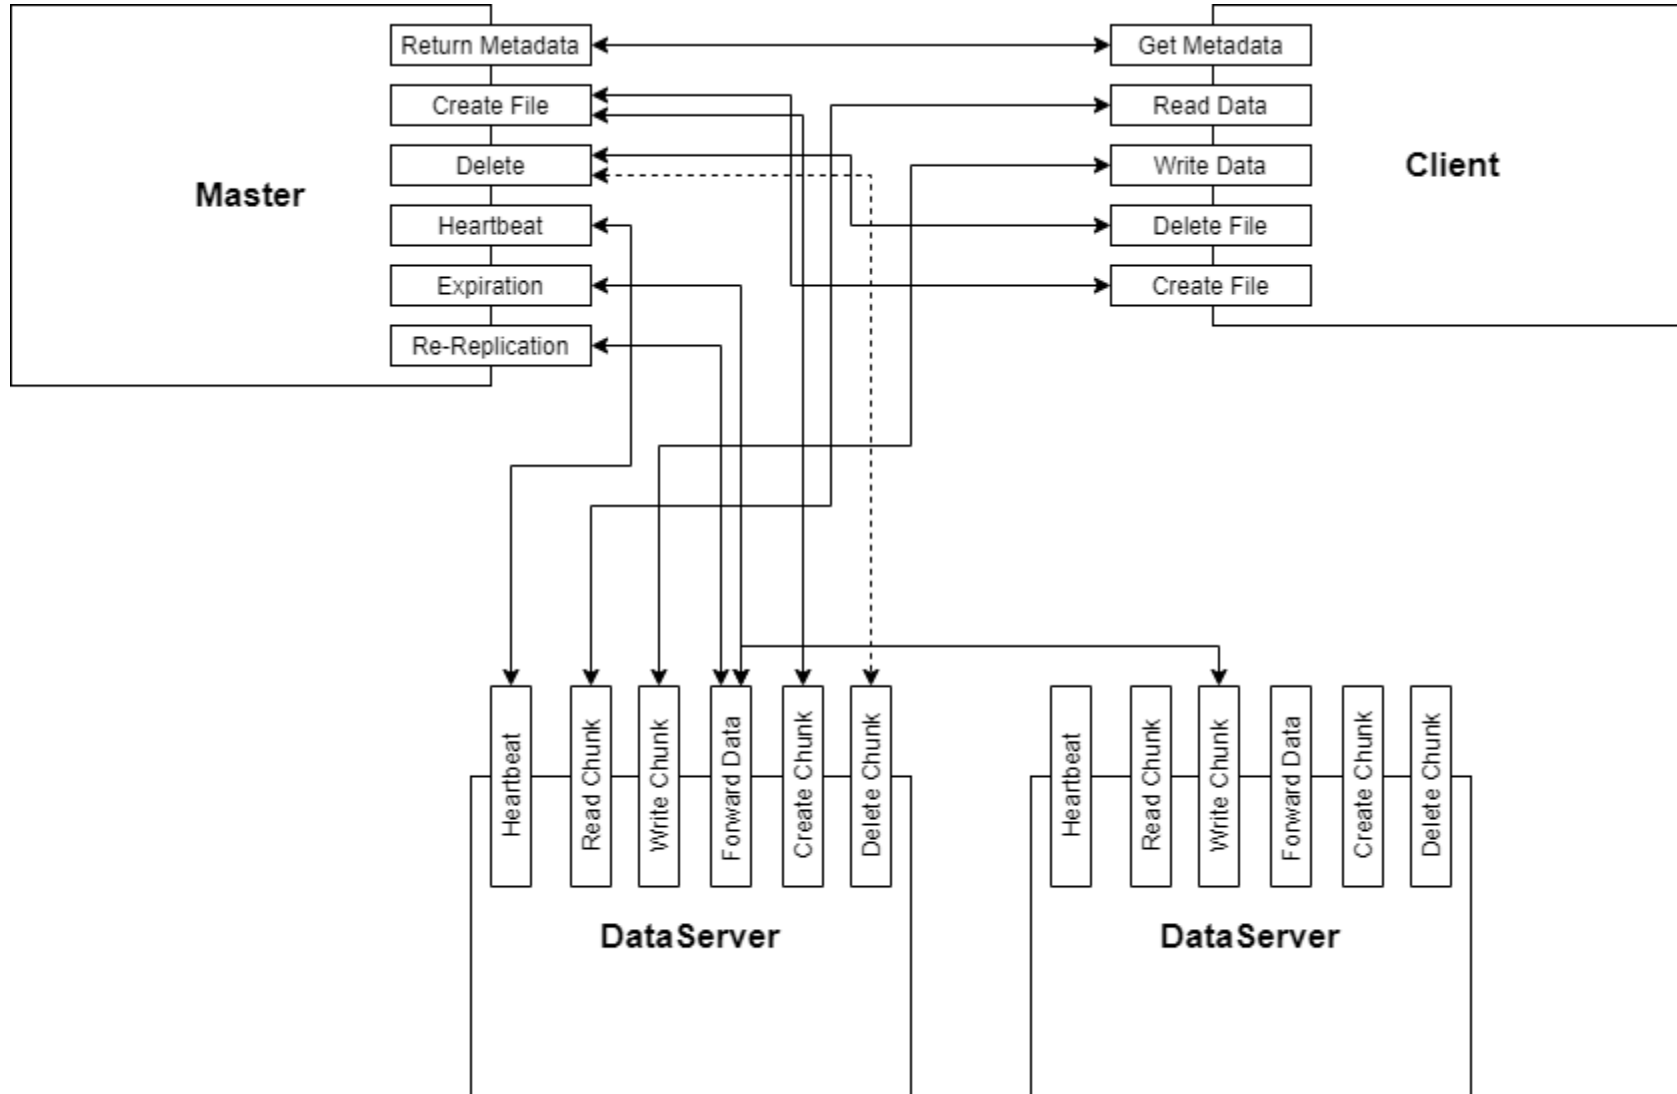 Return Metadata
Create File
Delete
Heartbeat
Expiration
Re-Replication
Master
Get Metadata
Read Data
Write Data
Delete File
Create File
Client
Heartbeat
Read Chunk
Write Chunk
Forward Data
Create Chunk
Delete Chunk
DataServer
Heartbeat
Read Chunk
Write Chunk
Forward Data
Create Chunk
Delete Chunk
DataServer